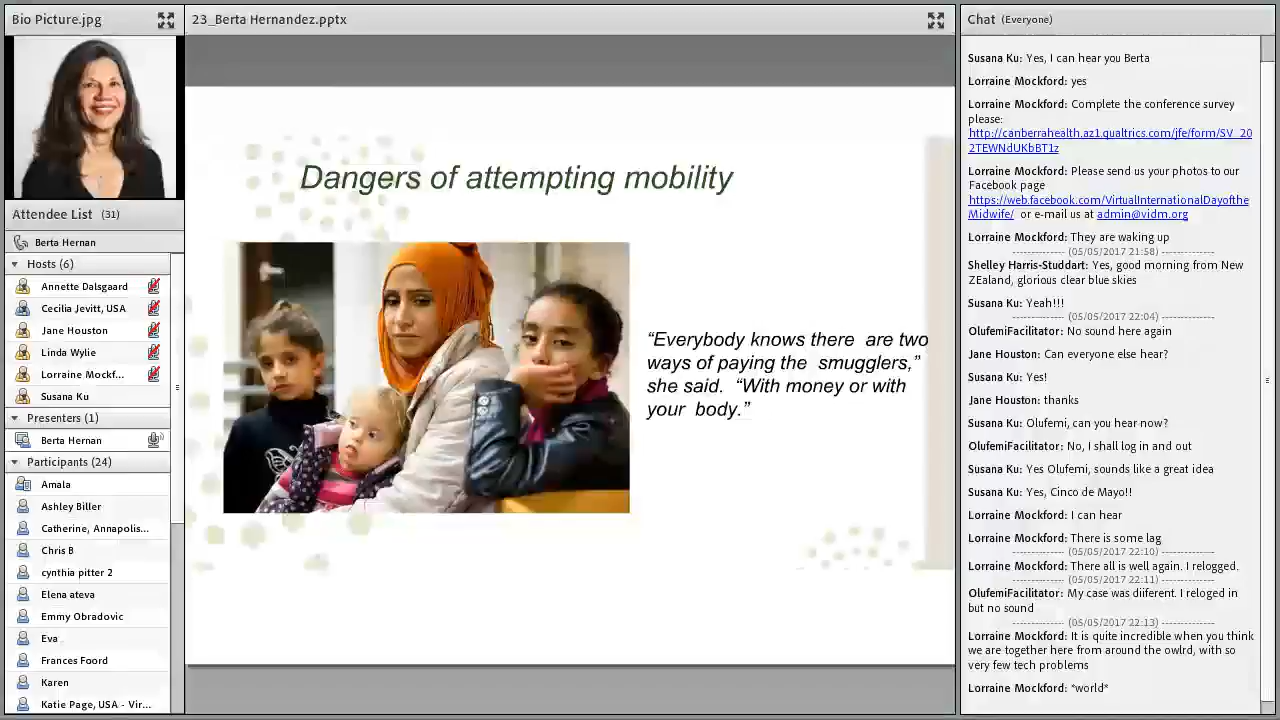 Bio Picture.jpg
Attendee List (31)
Berta Hernan
Hosts (6)
Annette Dalsgaard
Cecilia Jevitt, USA
Jane Houston
Linda Wylie
Lorraine Mockf...
Susana Ku
Presenters (1)
Berta Hernan
Participants (24)
Amala
Ashley Biller
Catherine, Annapolis...
Chris B
cynthia pitter 2
Elena ateva
Emmy Obradovic
Eva
Frances Foord
Karen
Katie Page, USA - Vir...
23_Berta Hernandez.pptx
Dangers of attempting mobility
“Everybody knows there are two
ways of paying the smugglers,”
she said. “With money or with
your body.”
Chat (Everyone)
Susana Ku: Yes, I can hear you Berta
Lorraine Mockford: yes
Lorraine Mockford: Complete the conference survey
please:
http://canberrahealth.az1.qualtrics.com/jfe/form/SV_20
2TEWNdUKbBT1z
Lorraine Mockford: Please send us your photos to our
Facebook page
https://web.facebook.com/VirtualInternationalDayofthe
Midwife/ or e-mail us at admin@vidm.org
Lorraine Mockford: They are waking up
-------------- (05/05/2017 21:58) --------------
Shelley Harris-Studdart: Yes, good morning from New
ZEaland, glorious clear blue skies
Susana Ku: Yeah!!!
-------------- (05/05/2017 22:04) --------------
OlufemiFacilitator: No sound here again
Jane Houston: Can everyone else hear?
Susana Ku: Yes!
Jane Houston: thanks
Susana Ku: Olufemi, can you hear now?
OlufemiFacilitator: No, I shall log in and out
Susana Ku: Yes Olufemi, sounds like a great idea
Susana Ku: Yes, Cinco de Mayo!!
Lorraine Mockford: I can hear
Lorraine Mockford: There is some lag
-------------- (05/05/2017 22:10) --------------
Lorraine Mockford: There all is well again. I relogged.
-------------- (05/05/2017 22:11) --------------
OlufemiFacilitator: My case was diiferent. I reloged in
but no sound
-------------- (05/05/2017 22:13) --------------
Lorraine Mockford: It is quite incredible when you think
we are together here from around the owlrd, with so
very few tech problems
Lorraine Mockford: *world*